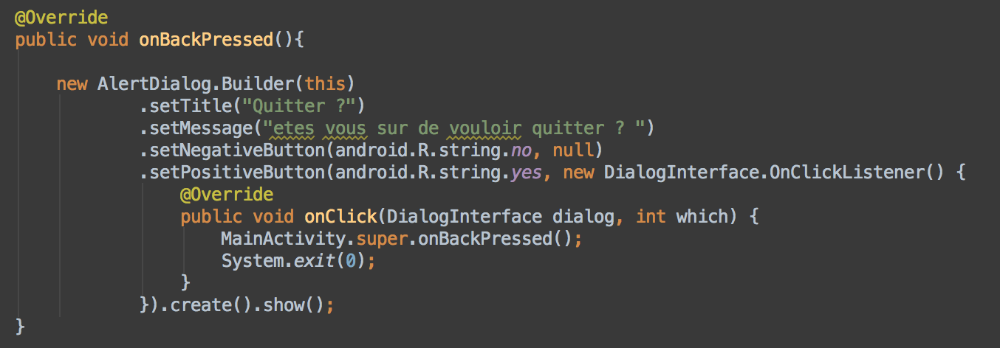 @Override
public void onBackPressed(){
new AlertDialog.Builder(this)
.setTitle("Quitter ?")
.setMessage("etes vous sur de vouloir quitter ? ")
.setNegativeButton(android.R.string.no, null)
.setPositiveButton(android.R.string.yes, new DialogInterface.OnClickListener() {
@Override
public void onClick(DialogInterface dialog, int which) {
MainActivity.super.onBackPressed();
System.exit(0);
}
}).create().show();
}